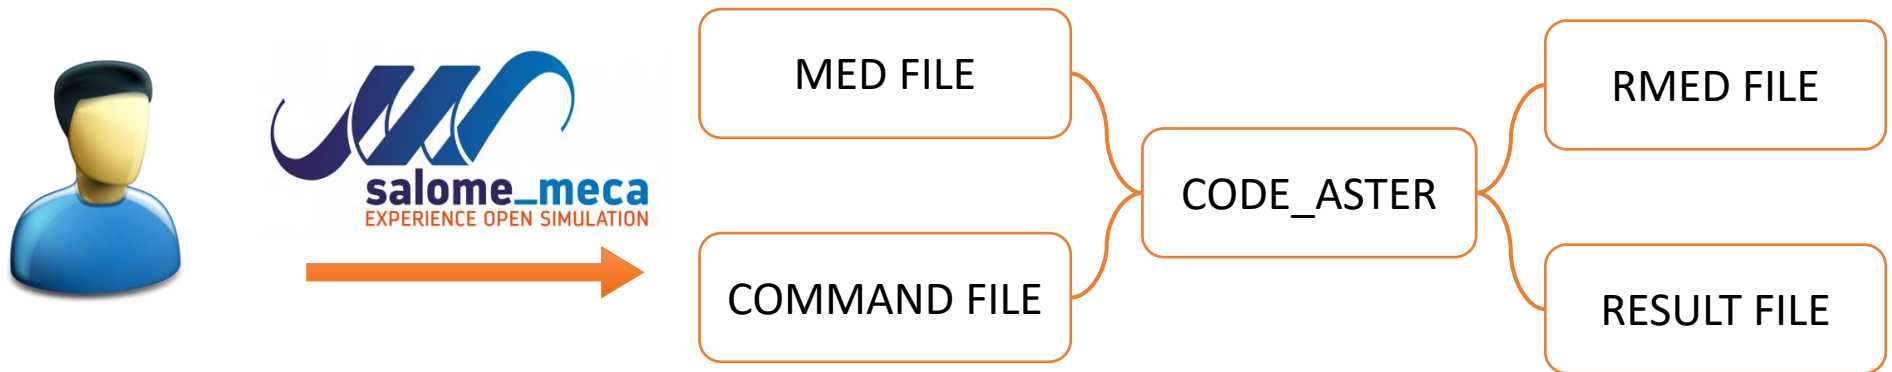 salome_meca
EXPERIENCE OPEN SIMULATION
MED FILE
COMMAND FILE
CODE_ASTER
RMED FILE
RESULT FILE